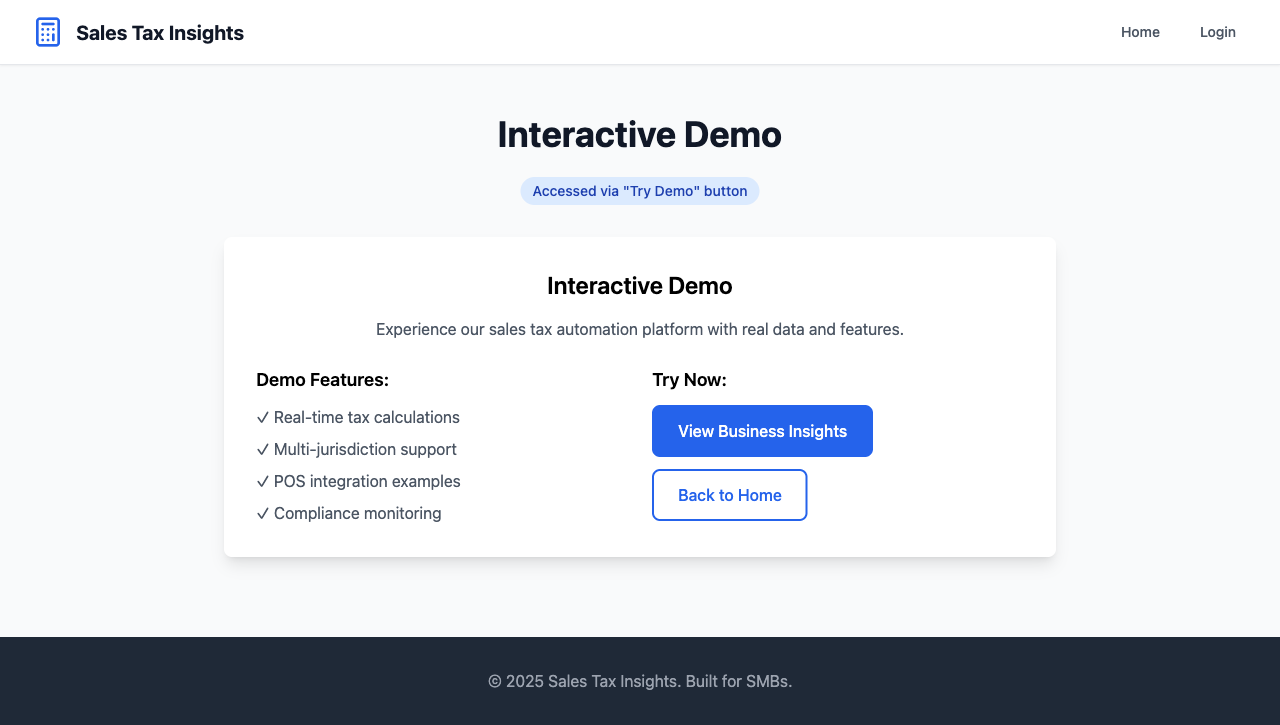 Sales Tax Insights
Home
Login
Interactive Demo
Accessed via "Try Demo" button
Interactive Demo
Experience our sales tax automation platform with real data and features.
Demo Features:
✓ Real-time tax calculations
✓ Multi-jurisdiction support
✓ POS integration examples
✓ Compliance monitoring
Try Now:
View Business Insights
Back to Home
© 2025 Sales Tax Insights. Built for SMBs.